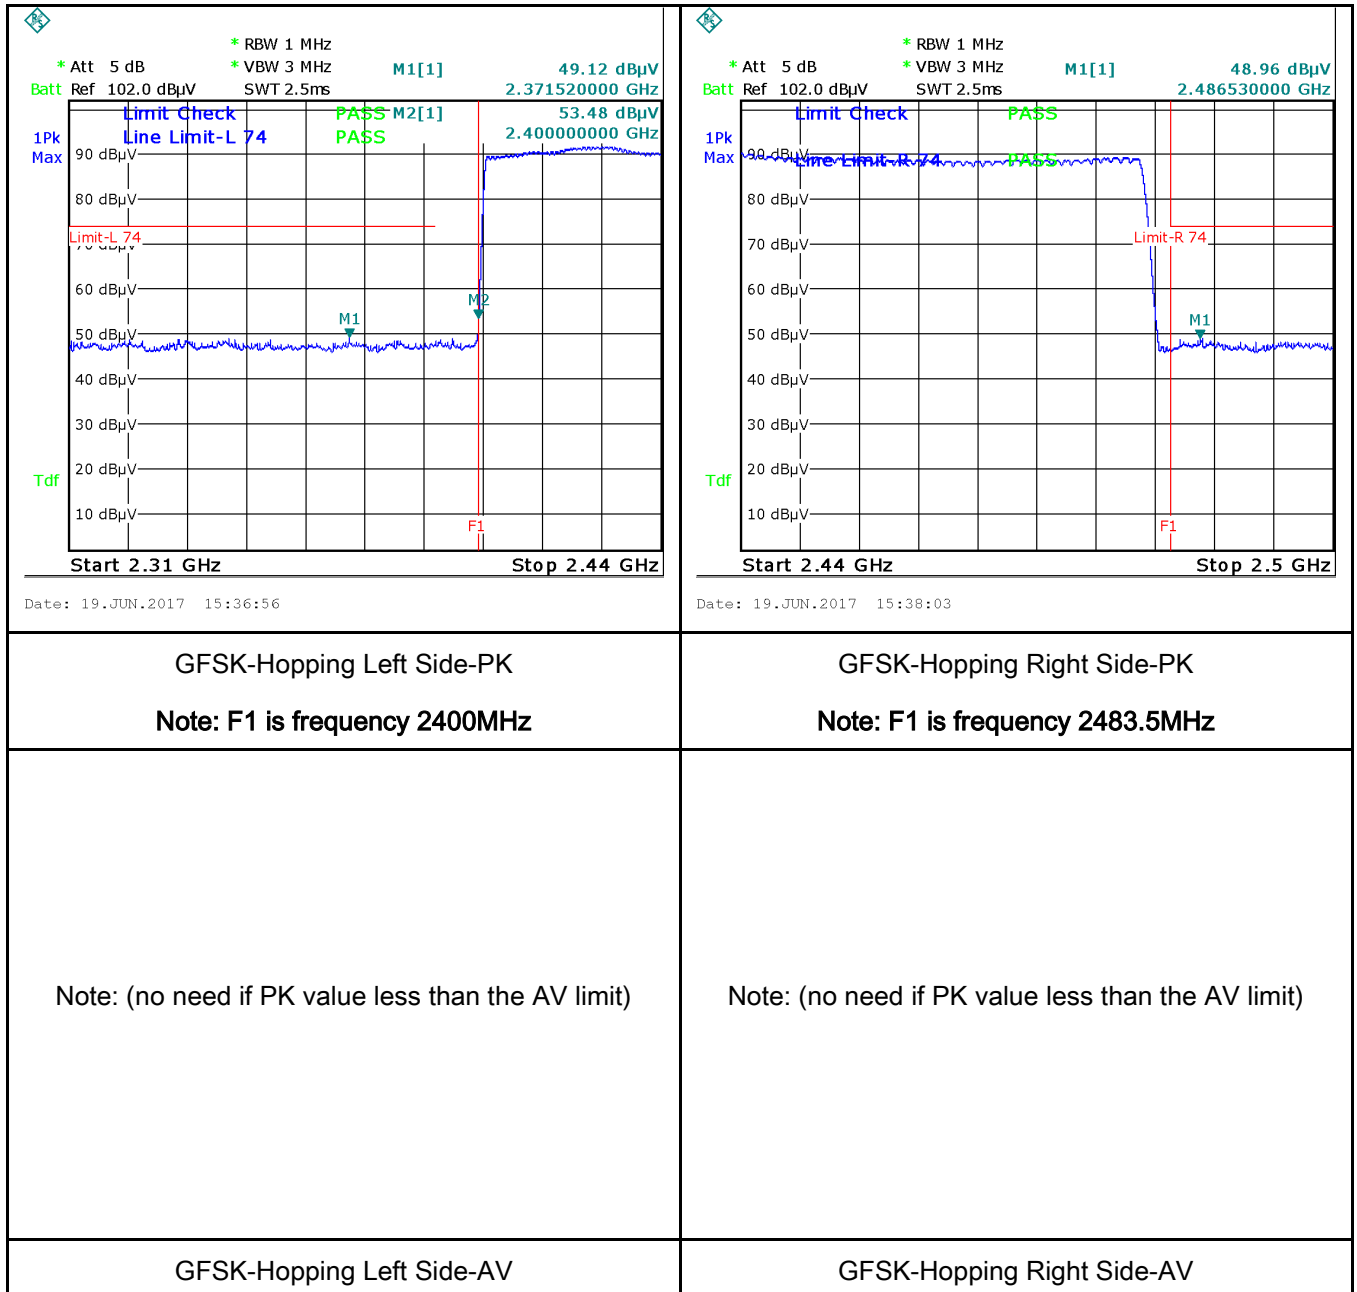 * RBW 1 MHz
* Att 5 dB * VBW 3 MHz M1[1] 49.12 dBµV
Batt Ref 102.0 dBµV SWT 2.5ms 2.371520000 GHz
Limit Check PASS M2[1] 53.48 dBµV
1Pk Line Limit-L 74 PASS 2.400000000 GHz
Max
90 dBµV
80 dBµV
Limit-L 74
70 dBµV
60 dBµV
M2
M1
50 dBµV
40 dBµV
30 dBµV
20 dBµV
Tdf
10 dBµV
F1
Start 2.31 GHz Stop 2.44 GHz
Date: 19.JUN.2017 15:36:56
* RBW 1 MHz
* Att 5 dB * VBW 3 MHz M1[1] 48.96 dBµV
Batt Ref 102.0 dBµV SWT 2.5ms 2.486530000 GHz
Limit Check PASS
1Pk
Max
90 dBµV
Line Limit-R 74 PASS
80 dBµV
Limit-R 74
70 dBµV
60 dBµV
M1
50 dBµV
40 dBµV
30 dBµV
20 dBµV
Tdf
10 dBµV
F1
Start 2.44 GHz Stop 2.5 GHz
Date: 19.JUN.2017 15:38:03
GFSK-Hopping Left Side-PK
Note: F1 is frequency 2400MHz
GFSK-Hopping Right Side-PK
Note: F1 is frequency 2483.5MHz
Note: (no need if PK value less than the AV limit)
Note: (no need if PK value less than the AV limit)
GFSK-Hopping Left Side-AV
GFSK-Hopping Right Side-AV